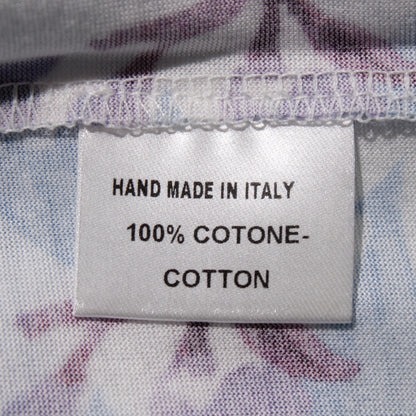 HAND MADE IN ITALY
100% COTONE-
COTTON